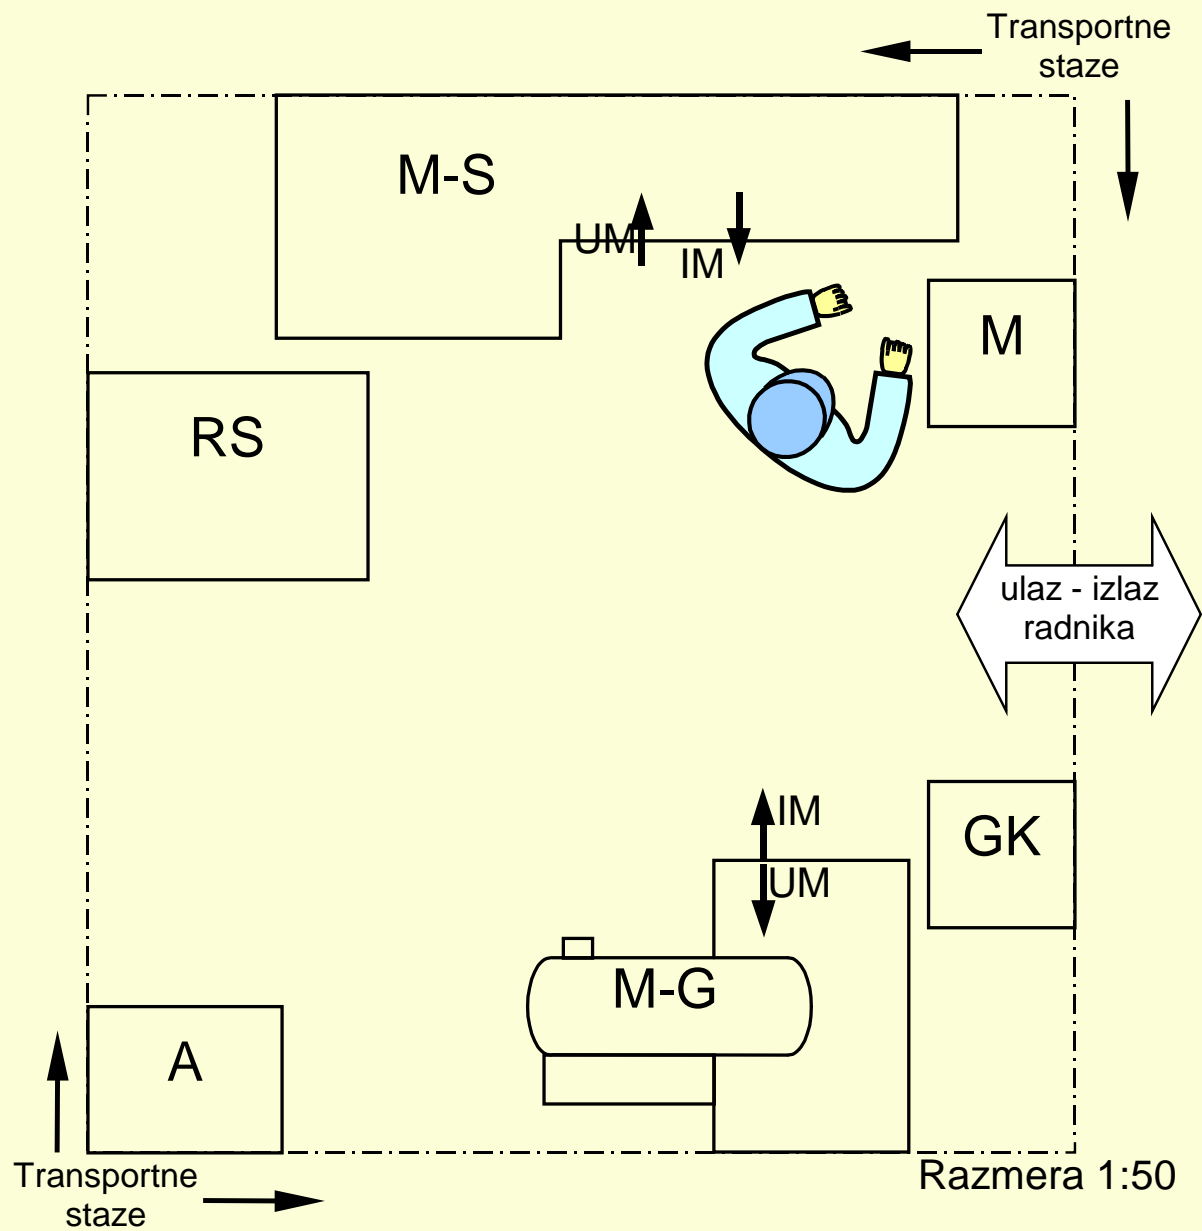 Transportne
staze
M-S
UM
IM
M
RS
ulaz - izlaz
radnika
IM
GK
UM
M-G
A
Transportne
staze
Razmera 1:50